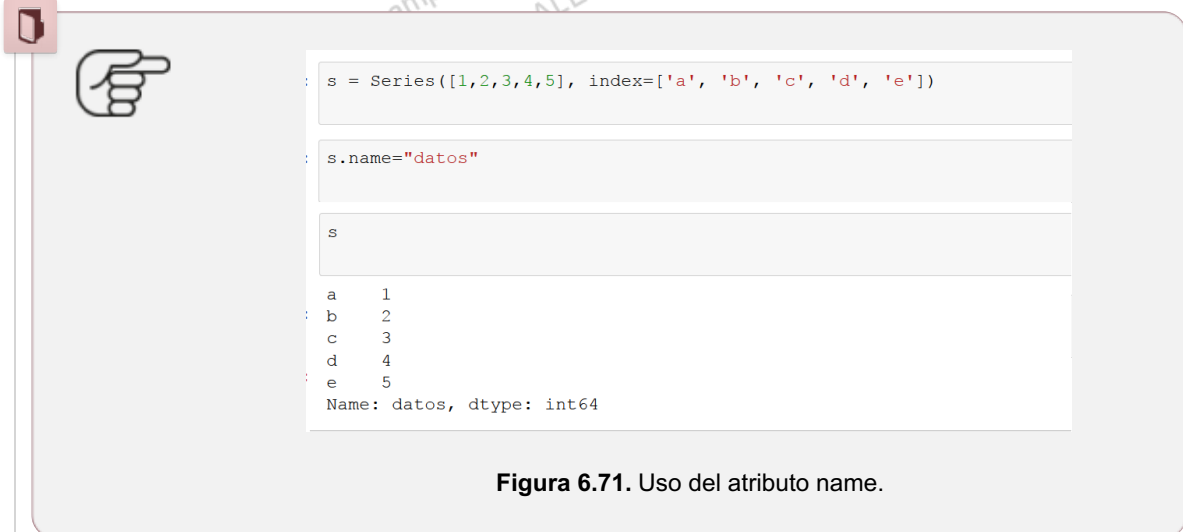 s = Series([1,2,3,4,5], index=['a', 'b', 'c', 'd', 'e'])
s.name="datos"
s
a 1
b 2
c 3
d 4
e 5
Name: datos, dtype: int64
Figura 6.71. Uso del atributo name.